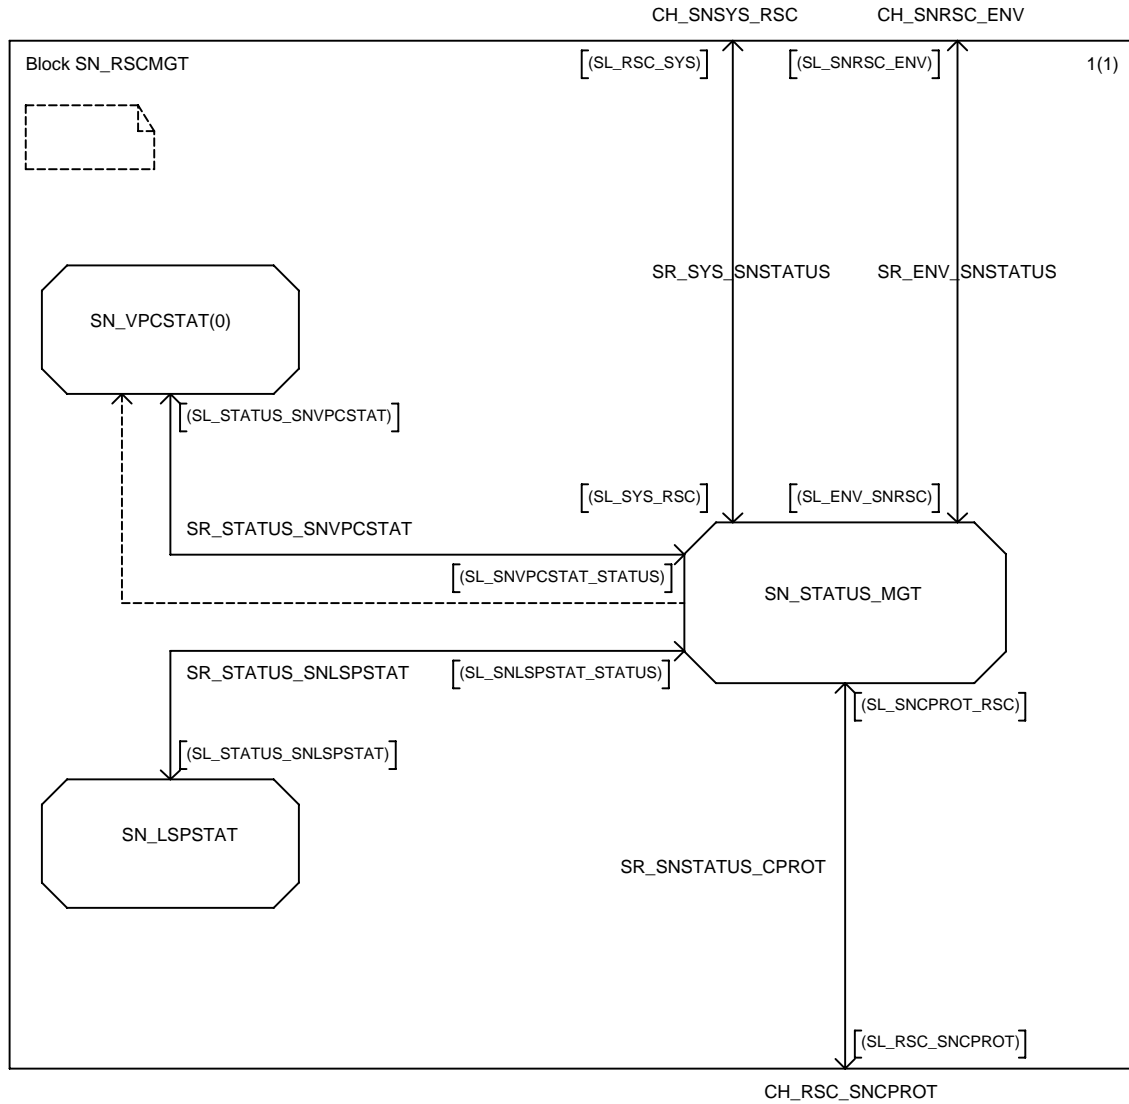 CH_SNSYS_RSC
CH_SNRSC_ENV
Block SN_RSCMGT
(SL_RSC_SYS)
(SL_SNRSC_ENV)
1(1)
SR_SYS_SNSTATUS
SR_ENV_SNSTATUS
SN_VPCSTAT(0)
(SL_STATUS_SNVPCSTAT)
(SL_SYS_RSC)
(SL_ENV_SNRSC)
SR_STATUS_SNVPCSTAT
(SL_SNVPCSTAT_STATUS)
SN_STATUS_MGT
SR_STATUS_SNLSPSTAT
(SL_SNLSPSTAT_STATUS)
(SL_SNCPROT_RSC)
(SL_STATUS_SNLSPSTAT)
SN_LSPSTAT
SR_SNSTATUS_CPROT
(SL_RSC_SNCPROT)
CH_RSC_SNCPROT